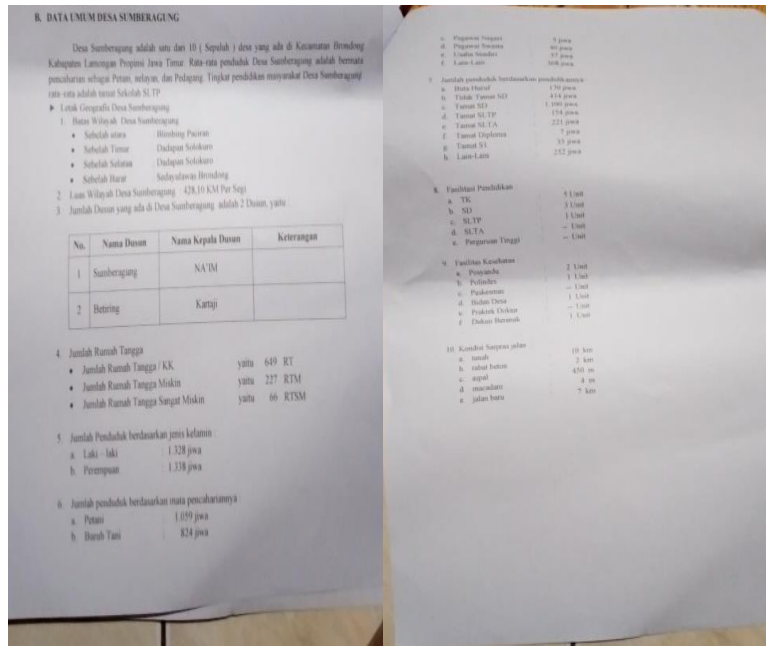 B. DATA UMUM DESA SUMBERAGUNG
Desa Sumberagung adalah satu dari 10 ( Sepuluh ) desa yang ada di Kecamatan Brondong
Kabupaten Lamongan Propinsi Jawa Timur. Rata-rata penduduk Desa Sumberagung adalah bermata
pencaharian sebagai Petani, nelayan, dan Pedagang. Tingkat pendidikan masyarakat Desa Sumberagung
rata-rata adalah tamat Sekolah SLTP
Letak Geografis Desa Sumberagung
1. Batas Wilayah Desa Sumberagung
• Sebelah utara : Blimbing Paciran
• Sebelah Timur : Dadapan Solokuro
• Sebelah Selatan : Dadapan Solokuro
• Sebelah Barat : Sedayulawas Brondong
2. Luas Wilayah Desa Sumberagung 428,10 KM Per Segi
3. Jumlah Dusun yang ada di Desa Sumberagung adalah 2 Dusun, yaitu
No. Nama Dusun Nama Kepala Dusun Keterangan
1 Sumberagung NA'IM
2 Betiring Kartaji
4. Jumlah Rumah Tangga
• Jumlah Rumah Tangga / KK yaitu 649 RT
• Jumlah Rumah Tangga Miskin yaitu 227 RTM
• Jumlah Rumah Tangga Sangat Miskin yaitu 66 RTSM
5. Jumlah Penduduk berdasarkan jenis kelamin :
a. Laki - laki : 1.328 jiwa
b. Perempuan : 1.338 jiwa
6. Jumlah penduduk berdasarkan mata pencahariannya
a. Petani : 1.059 jiwa
b. Buruh Tani : 824 jiwa
c. Pegawai Negeri 5 jiwa
d. Pegawai Swasta jiwa
e. Usaha Sendiri jiwa
f. Lain-Lain jiwa
7. Jumlah penduduk berdasarkan pendidikannya
a. Buta Huruf 179 jiwa
b. Tidak Tamat SD 414 jiwa
c. Tamat SD jiwa
d. Tamat SLTP 154 jiwa
e. Tamat SLTA 221 jiwa
f. Tamat Diploma 7 jiwa
g. Tamat S1 35 jiwa
h. Lain-Lain 252 jiwa
8. Fasilitasi Pendidikan
a. TK 5 Unit
b. SD 3 Unit
c. SLTP 1 Unit
d. SLTA -- Unit
e. Perguruan Tinggi -- Unit
9. Fasilitas Kesehatan
a. Posyandu 2 Unit
b. Polindes 1 Unit
c. Puskesmas -- Unit
d. Bidan Desa 1 Unit
e. Praktek Dokter -- Unit
f. Dukun Beranak 1 Unit
10. Kondisi Sarpras jalan
a. tanah 10 km
b. rabat beton 2 km
c. aspal 450 m
d. macadam 4 m
e. jalan baru 7 km